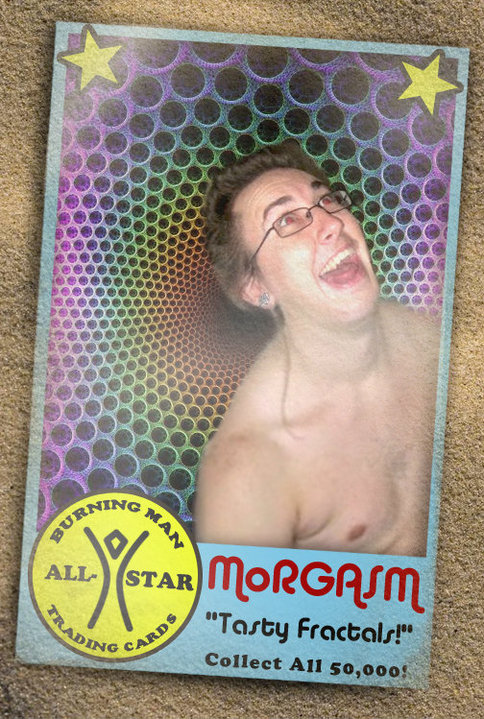 BURNING MAN
ALL-STAR
TRADING CARDS
MoRGASM
"Tasty Fractals!"
Collect All 50,000!